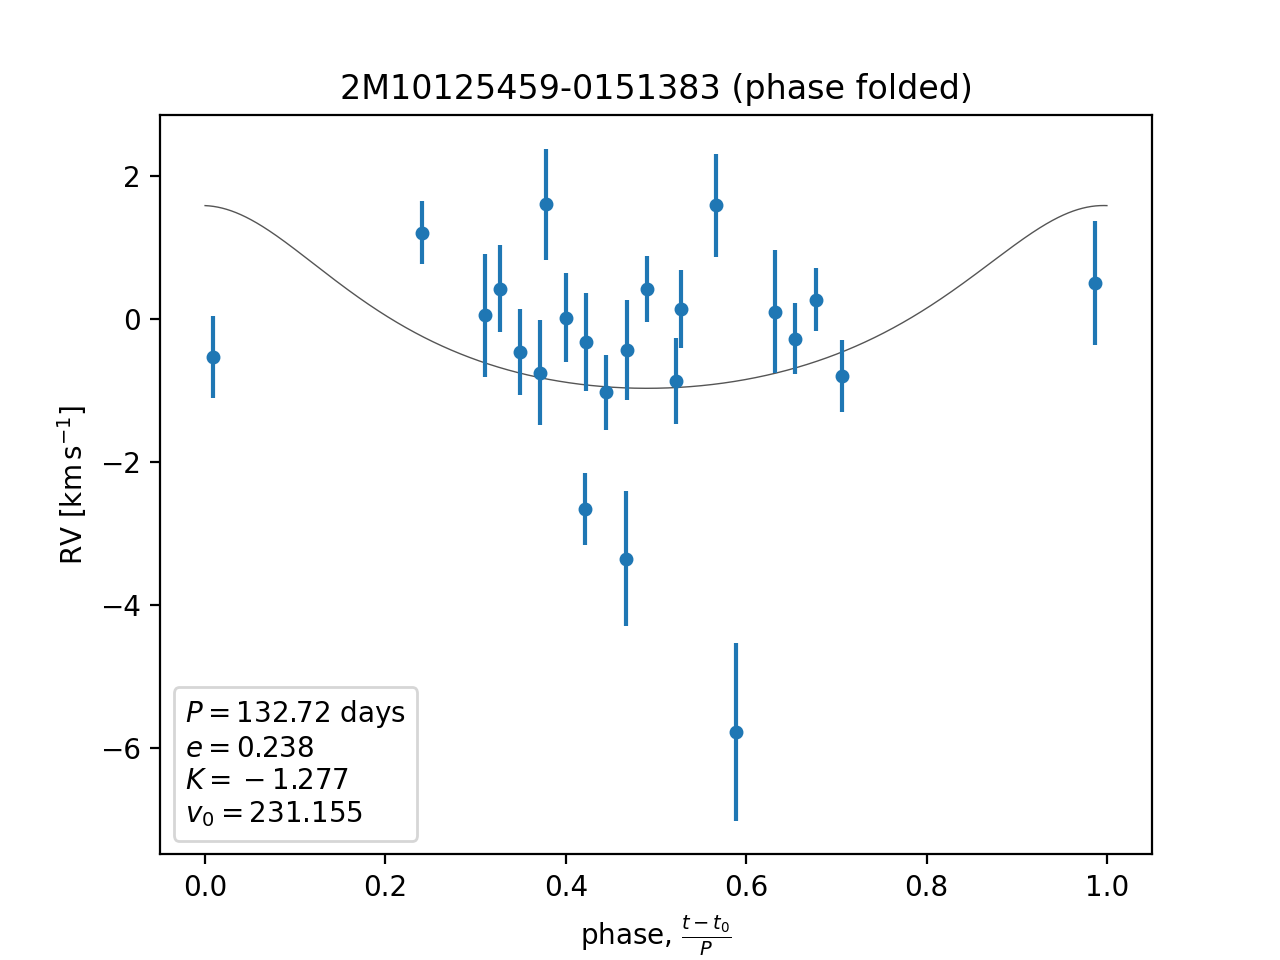 2M10125459-0151383 (phase folded)
RV [km s⁻¹]
2
0
−2
−4
−6
P = 132.72 days
e = 0.238
K = −1.277
v₀ = 231.155
0.0 0.2 0.4 0.6 0.8 1.0
phase, (t − t₀)/P